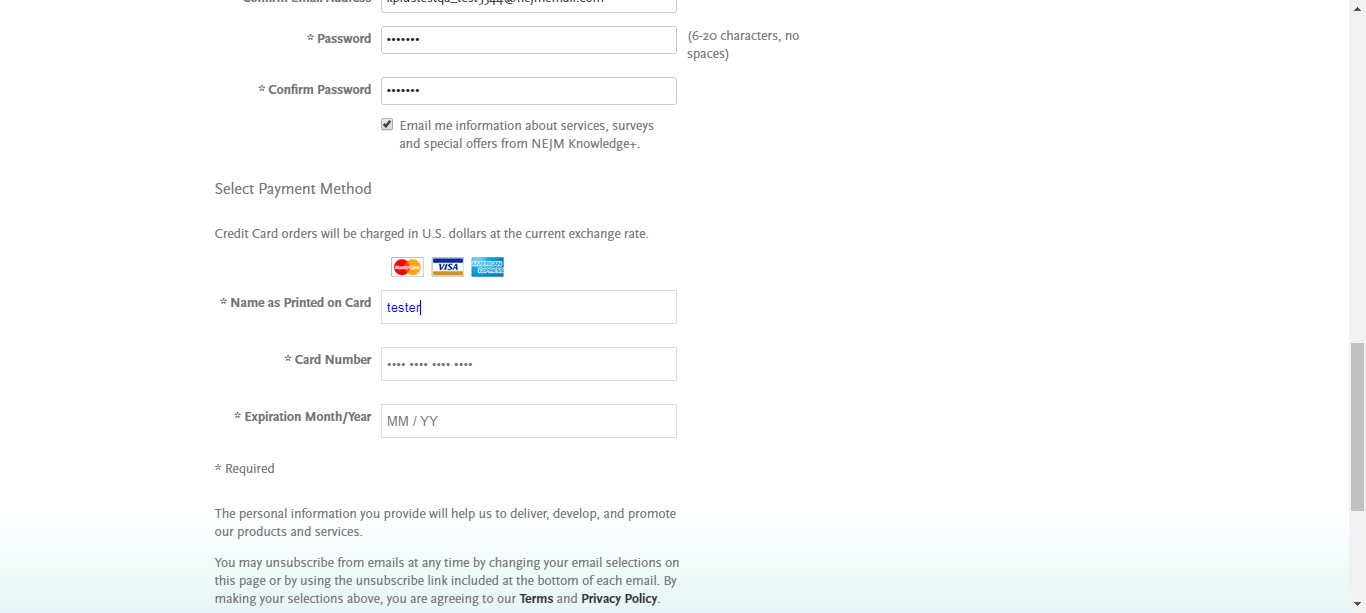 * Password
(6-20 characters, no
spaces)
* Confirm Password
Email me information about services, surveys
and special offers from NEJM Knowledge+.
Select Payment Method
Credit Card orders will be charged in U.S. dollars at the current exchange rate.
MasterCard VISA AMERICAN EXPRESS
* Name as Printed on Card tester
* Card Number •••• •••• •••• ••••
* Expiration Month/Year MM / YY
* Required
The personal information you provide will help us to deliver, develop, and promote
our products and services.
You may unsubscribe from emails at any time by changing your email selections on
this page or by using the unsubscribe link included at the bottom of each email. By
making your selections above, you are agreeing to our Terms and Privacy Policy.